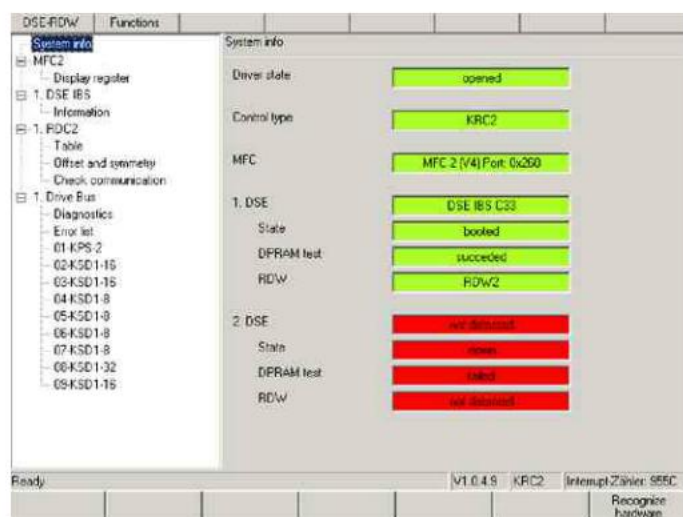 DSE-RDW Functions
System info
MFC2
Display register
1. DSE IBS
Information
1. RDC2
Table
Offset and symmetry
Check communication
1. Drive Bus
Diagnostics
Error list
01-KPS-2
02-KSD1-16
03-KSD1-16
04-KSD1-8
05-KSD1-8
06-KSD1-8
07-KSD1-8
08-KSD1-32
09-KSD1-16
System info
Driver state opened
Control type KRC2
MFC MFC 2 (V4) Port: 0x260
1. DSE DSE IBS C33
State booted
DPRAM test succeded
RDW RDW2
2. DSE not detected
State
DPRAM test failed
RDW not detected
Ready V1.0.4.9 KRC2 Interrupt-Zähler: 955C
Recognize
hardware